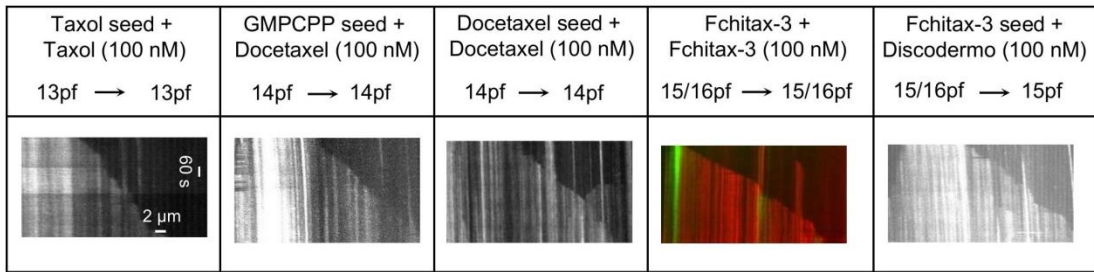 Taxol seed +
Taxol (100 nM)
13pf → 13pf
GMPCPP seed +
Docetaxel (100 nM)
14pf → 14pf
Docetaxel seed +
Docetaxel (100 nM)
14pf → 14pf
Fchitax-3 +
Fchitax-3 (100 nM)
15/16pf → 15/16pf
Fchitax-3 seed +
Discodermo (100 nM)
15/16pf → 15pf
60 s
2 µm